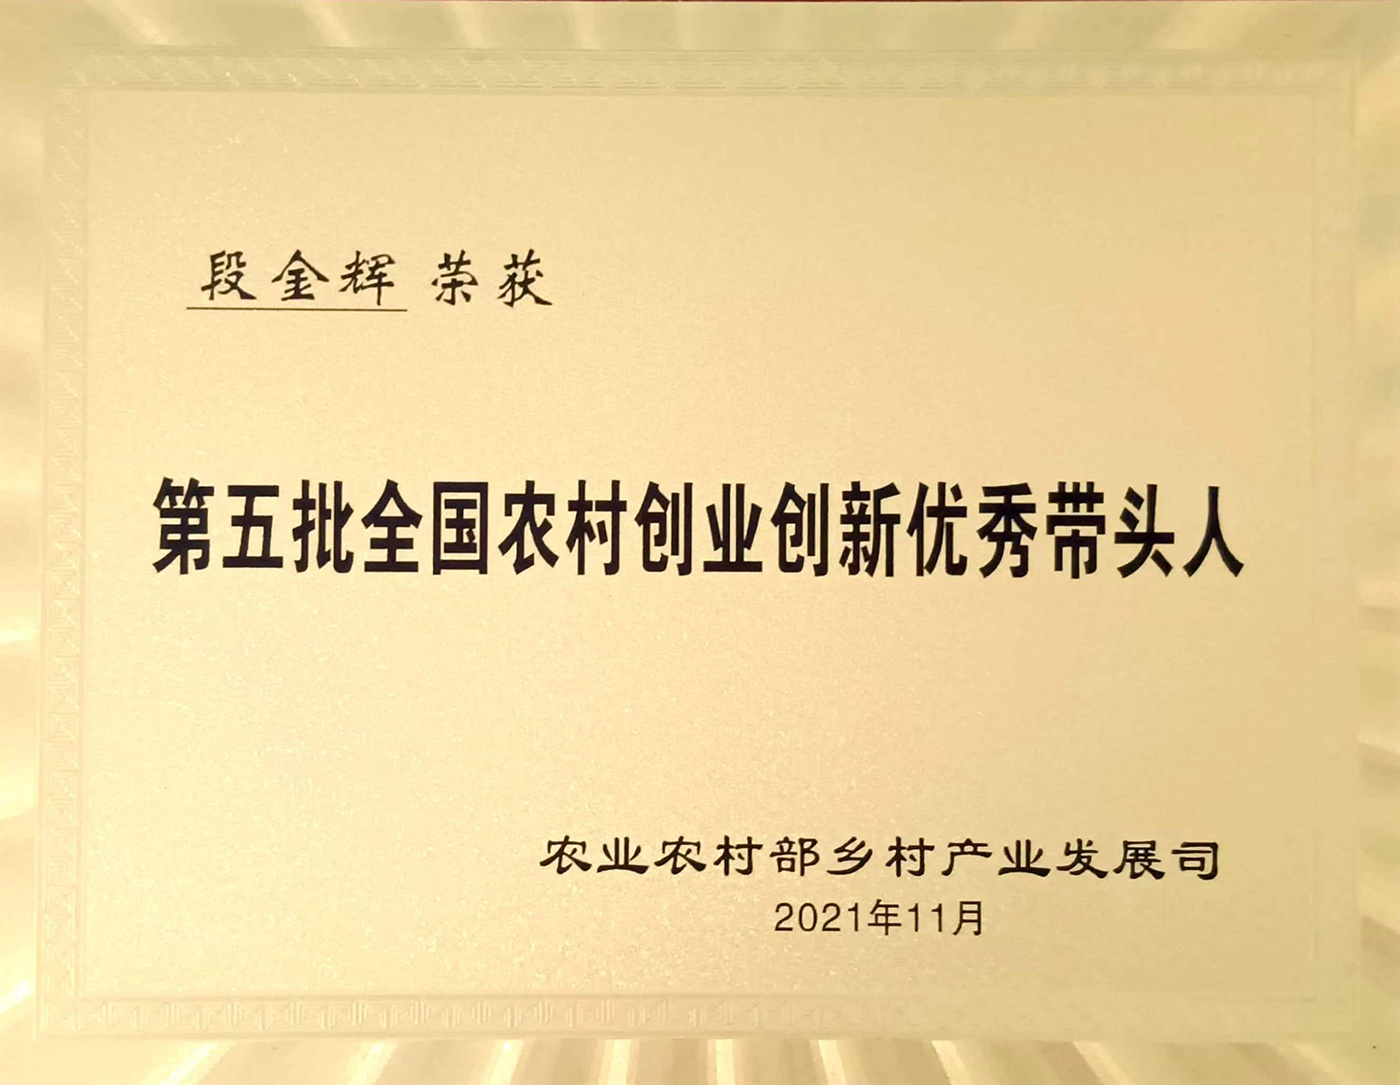 段金辉 荣获
第五批全国农村创业创新优秀带头人
农业农村部乡村产业发展司
2021年11月